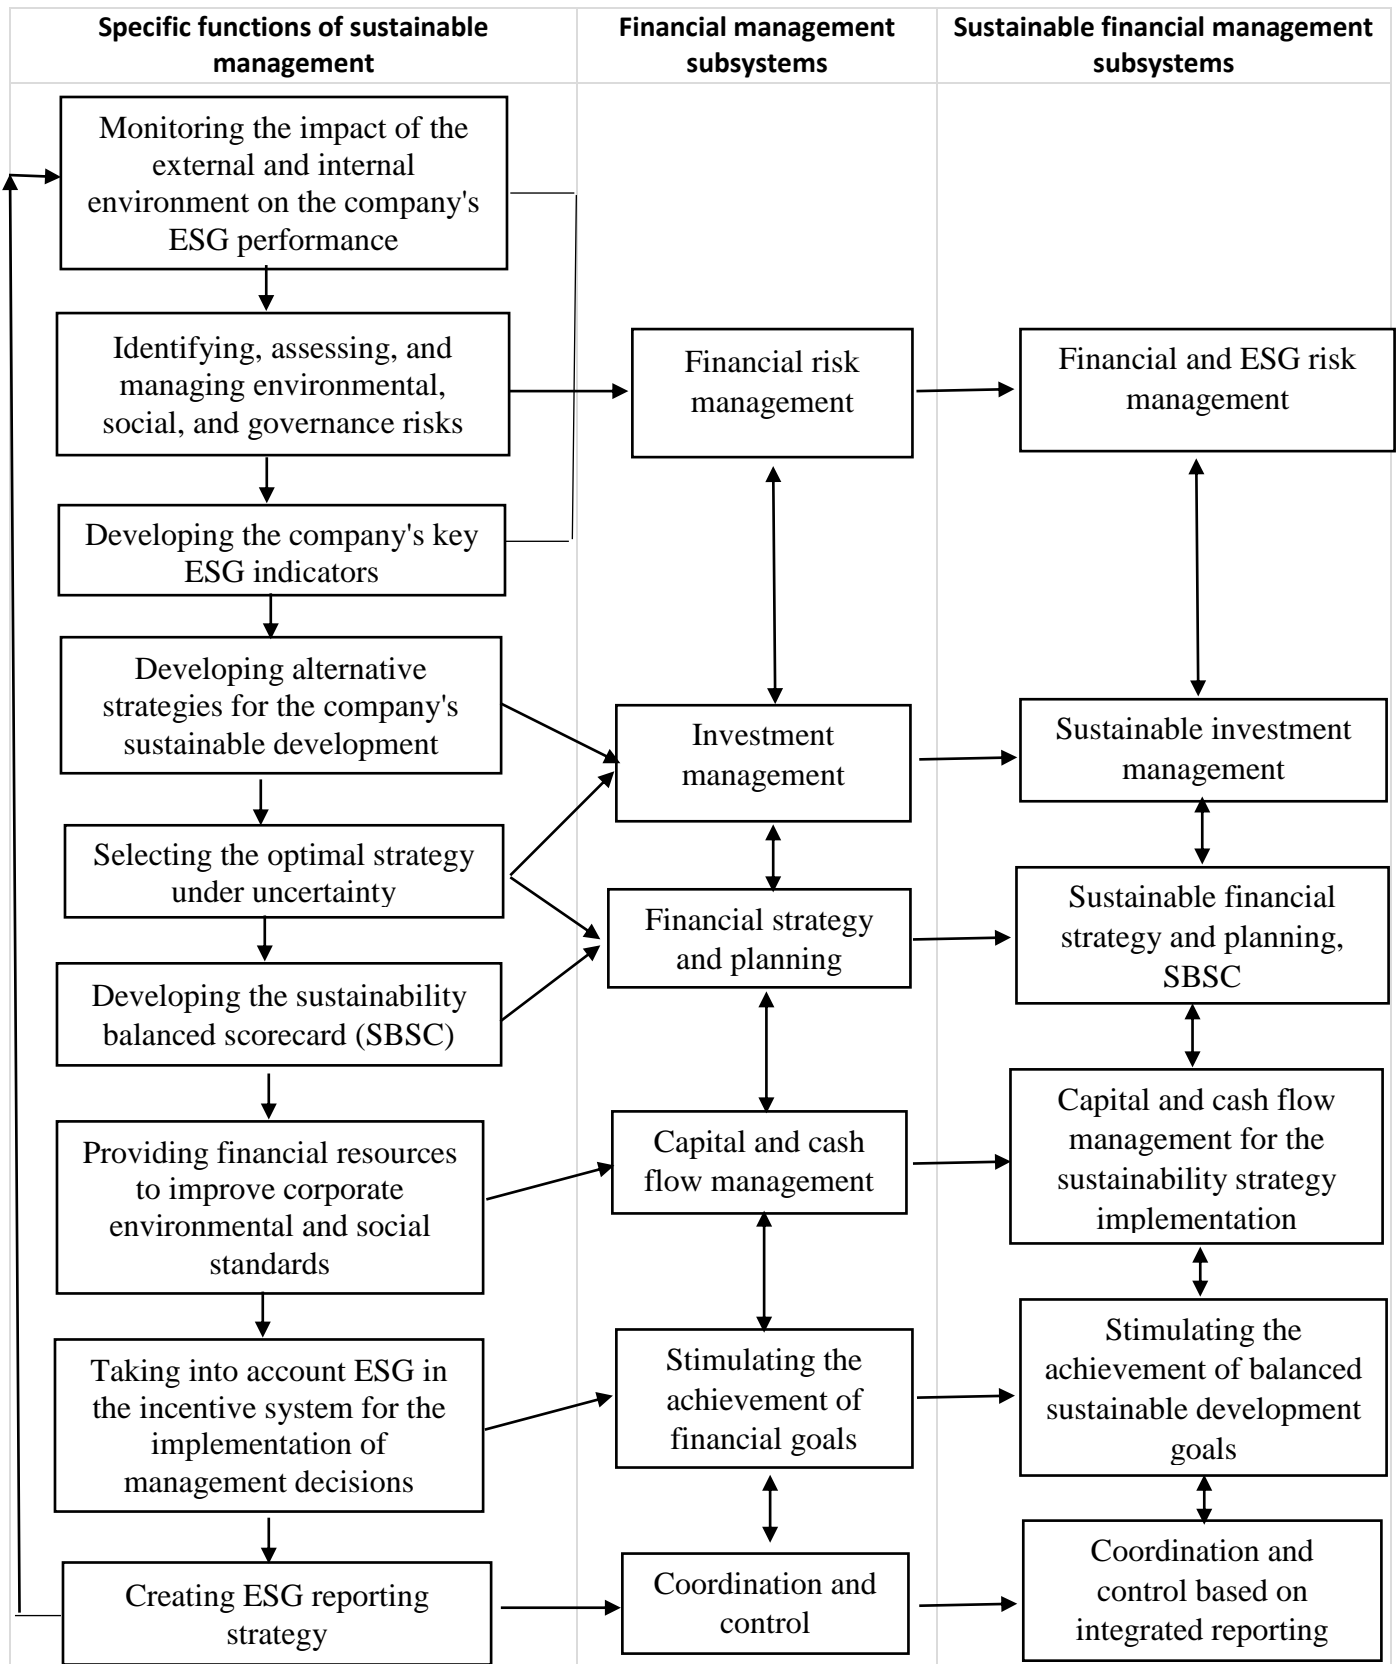 Specific functions of sustainable
management
Financial management
subsystems
Sustainable financial management
subsystems
Monitoring the impact of the
external and internal
environment on the company's
ESG performance
Identifying, assessing, and
managing environmental,
social, and governance risks
Financial risk
management
Financial and ESG risk
management
Developing the company's key
ESG indicators
Developing alternative
strategies for the company's
sustainable development
Investment
management
Sustainable investment
management
Selecting the optimal strategy
under uncertainty
Financial strategy
and planning
Sustainable financial
strategy and planning,
SBSC
Developing the sustainability
balanced scorecard (SBSC)
Providing financial resources
to improve corporate
environmental and social
standards
Capital and cash
flow management
Capital and cash flow
management for the
sustainability strategy
implementation
Taking into account ESG in
the incentive system for the
implementation of
management decisions
Stimulating the
achievement of
financial goals
Stimulating the
achievement of balanced
sustainable development
goals
Creating ESG reporting
strategy
Coordination and
control
Coordination and
control based on
integrated reporting